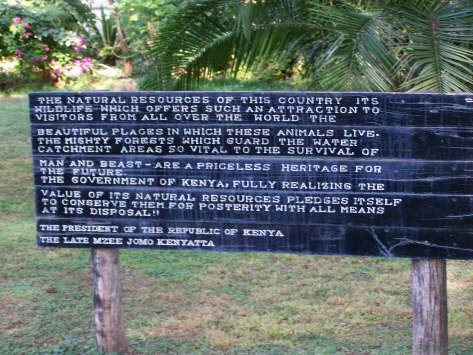 THE NATURAL RESOURCES OF THIS COUNTRY ITS
WILDLIFE WHICH OFFERS SUCH AN ATTRACTION TO
VISITORS FROM ALL OVER THE WORLD THE
BEAUTIFUL PLACES IN WHICH THESE ANIMALS LIVE-
THE MIGHTY FORESTS WHICH GUARD THE WATER
CATCHMENT AREAS SO VITAL TO THE SURVIVAL OF
MAN AND BEAST-ARE A PRICELESS HERITAGE FOR
THE FUTURE
THE GOVERNMENT OF KENYA, FULLY REALIZING THE
VALUE OF ITS NATURAL RESOURCES PLEDGES ITSELF
TO CONSERVE THEM FOR POSTERITY WITH ALL MEANS
AT ITS DISPOSAL!!
THE PRESIDENT OF THE REPUBLIC OF KENYA
THE LATE MZEE JOMO KENYATTA